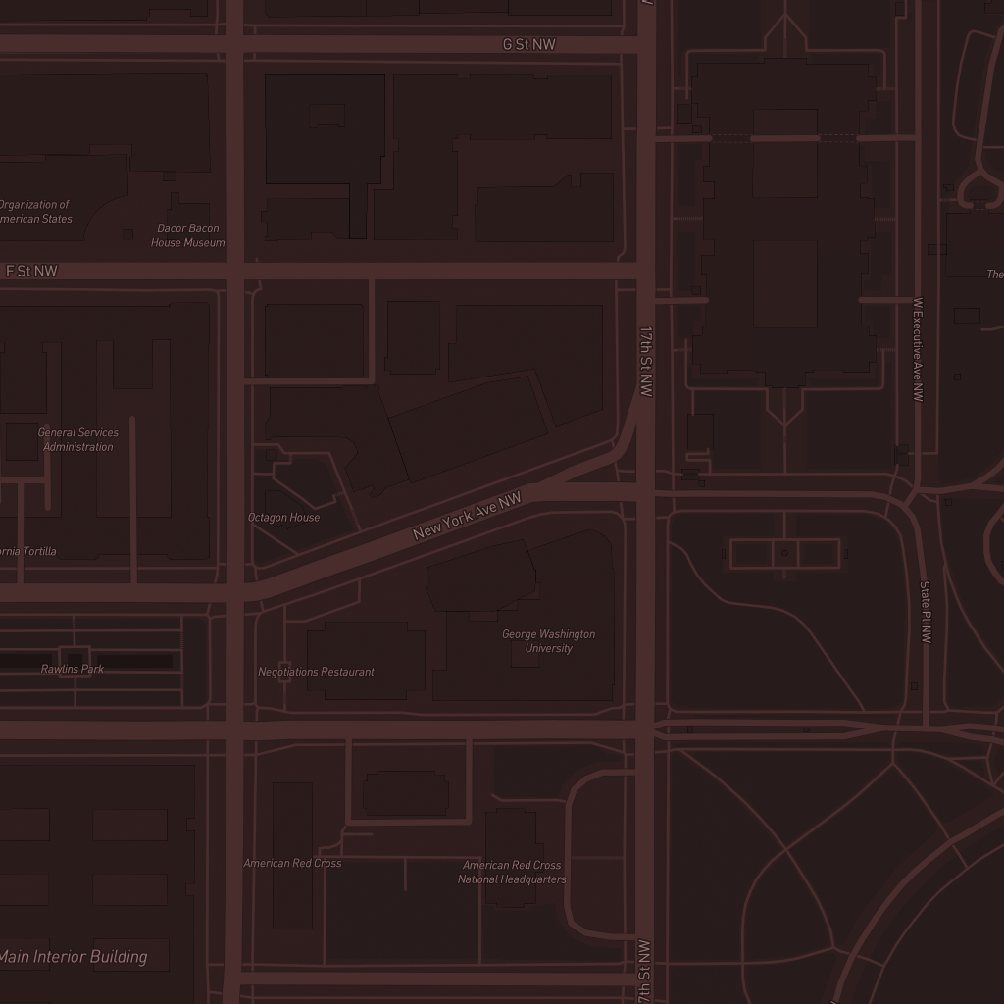 G St NW
Organization of
American States
Dacor Bacon
House Museum
F St NW
The
W Executive Ave NW
17th St NW
General Services
Administration
New York Ave NW
Octagon House
rnia Tortilla
State Pl NW
George Washington
University
Rawlins Park
Negotiations Restaurant
American Red Cross
American Red Cross
National Headquarters
Main Interior Building
7th St NW